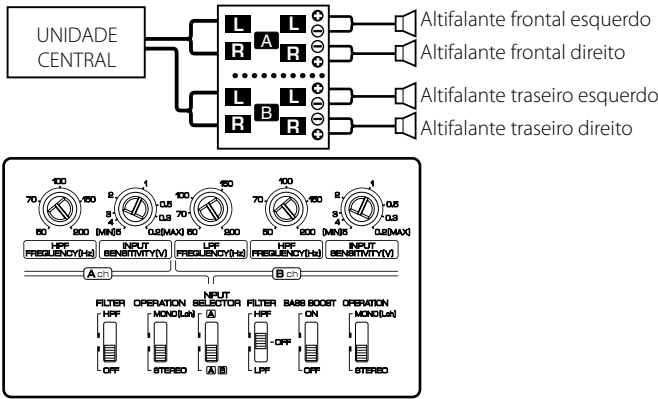 UNIDADE
CENTRAL
L L
R A R
L L
R B R
Altifalante frontal esquerdo
Altifalante frontal direito
Altifalante traseiro esquerdo
Altifalante traseiro direito
100
70 150
50 200
HPF
FREQUENCY(Hz)
1
2 0.5
3 0.3
4
(MIN)5 0.2(MAX)
INPUT
SENSITIVITY(V)
100 150
70
50 200
LPF
FREQUENCY(Hz)
100
70 150
50 200
HPF
FREQUENCY(Hz)
1
2 0.5
3 0.3
4
(MIN)5 0.2(MAX)
INPUT
SENSITIVITY(V)
A ch B ch
FILTER
HPF
OFF
OPERATION
MONO(Lch)
STEREO
INPUT
SELECTOR
A
A B
FILTER
HPF
OFF
LPF
BASS BOOST
ON
OFF
OPERATION
MONO(Lch)
STEREO